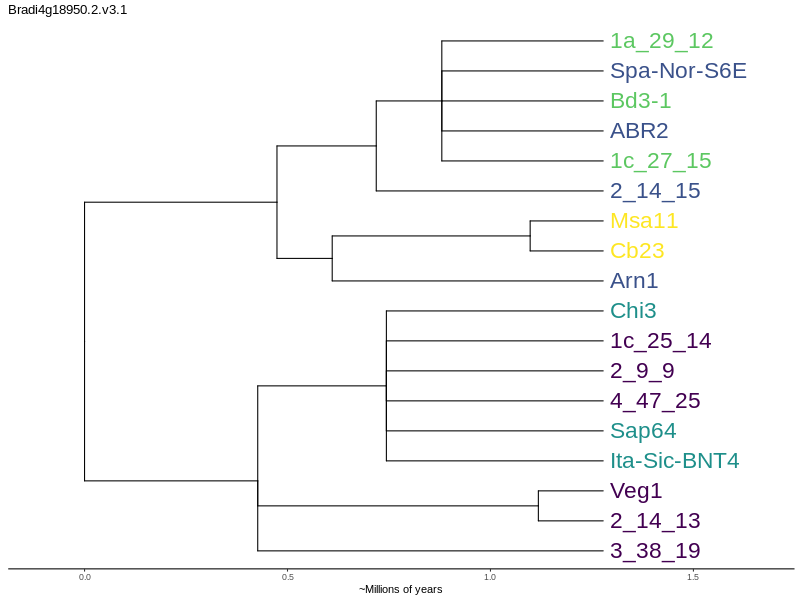 Bradi4g18950.2.v3.1
1a_29_12
Spa-Nor-S6E
Bd3-1
ABR2
1c_27_15
2_14_15
Msa11
Cb23
Arn1
Chi3
1c_25_14
2_9_9
4_47_25
Sap64
Ita-Sic-BNT4
Veg1
2_14_13
3_38_19
0.0 0.5 1.0 1.5
~Millions of years